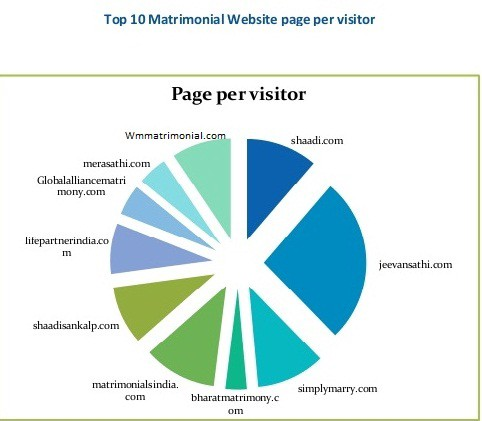 Top 10 Matrimonial Website page per visitor
Page per visitor
Wmmatrimonial.com
shaadi.com
merasathi.com
Globalalliancematri
mony.com
lifepartnerindia.co
m
jeevansathi.com
shaadisankalp.com
matrimonialsindia.
com
bharatmatrimony.c
om
simplymarry.com